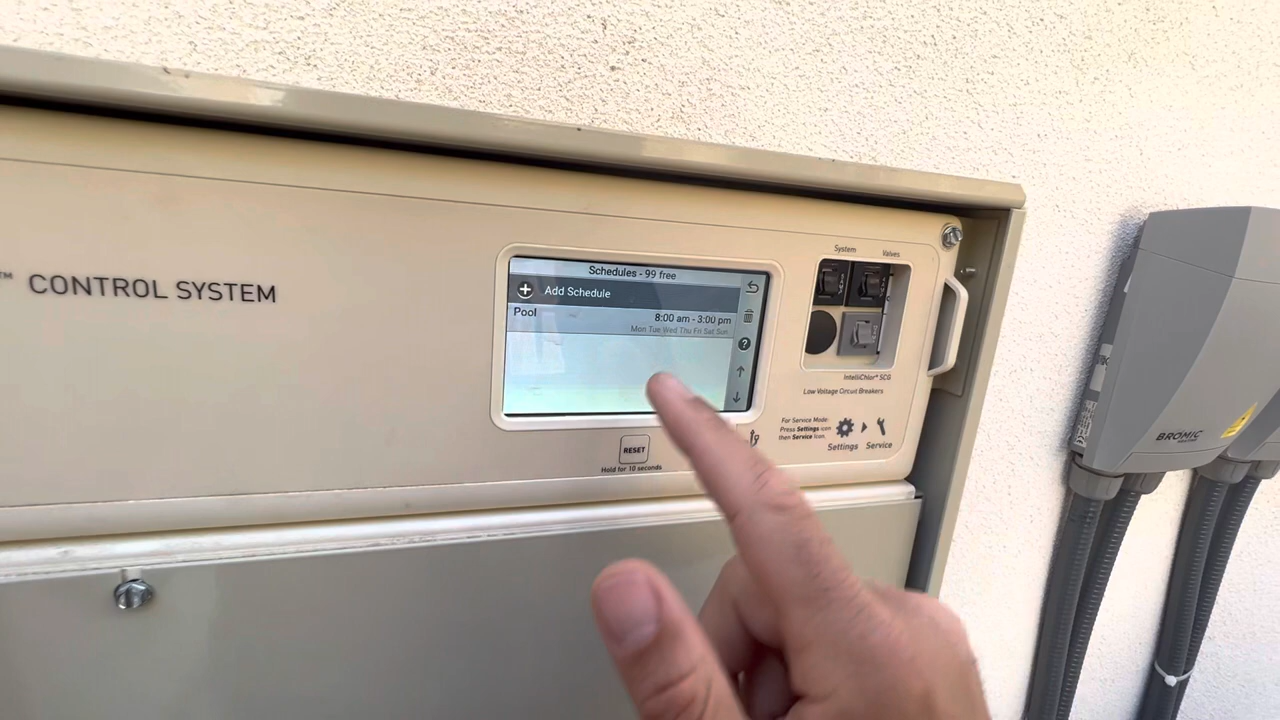 ™ CONTROL SYSTEM
Schedules - 99 free
Add Schedule
Pool
8:00 am - 3:00 pm
Mon Tue Wed Thu Fri Sat Sun
?
RESET
Hold for 10 seconds
System
Valves
IntelliChlor® SCG
Low Voltage Circuit Breakers
For Service Mode:
Press Settings icon
then Service icon.
Settings
Service
BROMIC